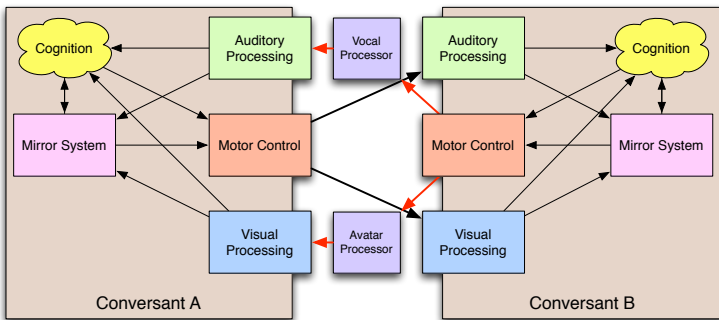 Cognition
Auditory
Processing
Vocal
Processor
Auditory
Processing
Cognition
Mirror System
Motor Control
Motor Control
Mirror System
Visual
Processing
Avatar
Processor
Visual
Processing
Conversant A
Conversant B